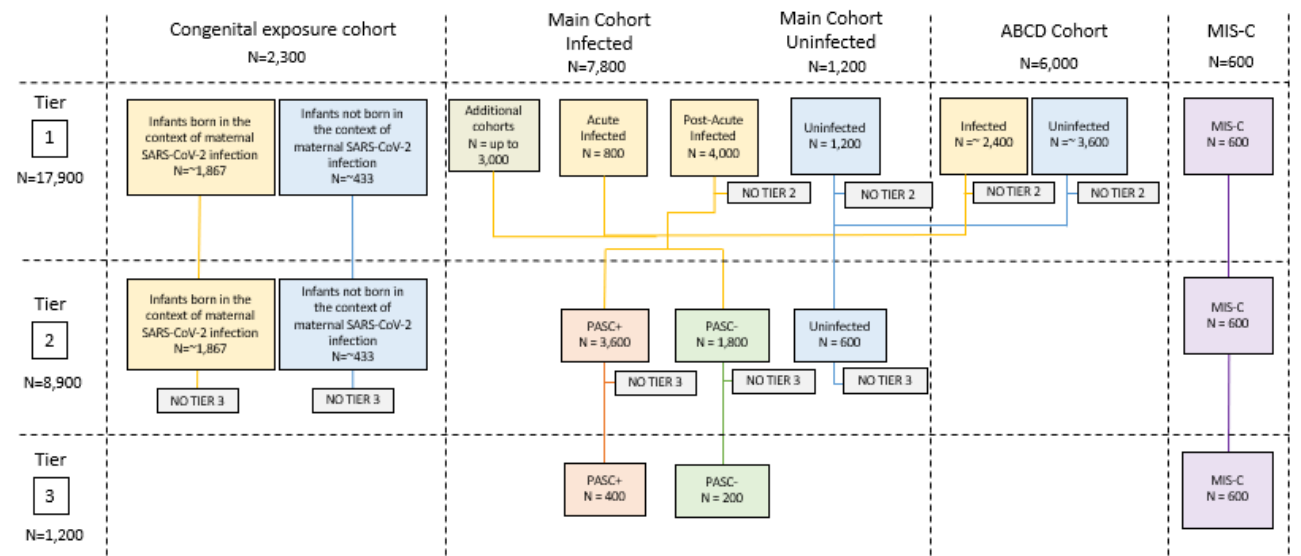 Congenital exposure cohort
N=2,300
Main Cohort
Infected
N=7,800
Main Cohort
Uninfected
N=1,200
ABCD Cohort
N=6,000
MIS-C
N=600
Tier
1
N=17,900
Infants born in the
context of maternal
SARS-CoV-2 infection
N=~1,867
Infants not born in
the context of
maternal SARS-CoV-2
infection
N=~433
Additional
cohorts
N = up to
3,000
Acute
Infected
N = 800
Post-Acute
Infected
N = 4,000
Uninfected
N = 1,200
Infected
N =~ 2,400
Uninfected
N =~ 3,600
MIS-C
N = 600
NO TIER 2
NO TIER 2
NO TIER 2
NO TIER 2
Tier
2
N=8,900
Infants born in the
context of maternal
SARS-CoV-2 infection
N=~1,867
Infants not born in
the context of
maternal SARS-CoV-2
infection
N=~433
PASC+
N = 3,600
PASC-
N = 1,800
Uninfected
N = 600
MIS-C
N = 600
NO TIER 3
NO TIER 3
NO TIER 3
NO TIER 3
NO TIER 3
Tier
3
N=1,200
PASC+
N = 400
PASC-
N = 200
MIS-C
N = 600